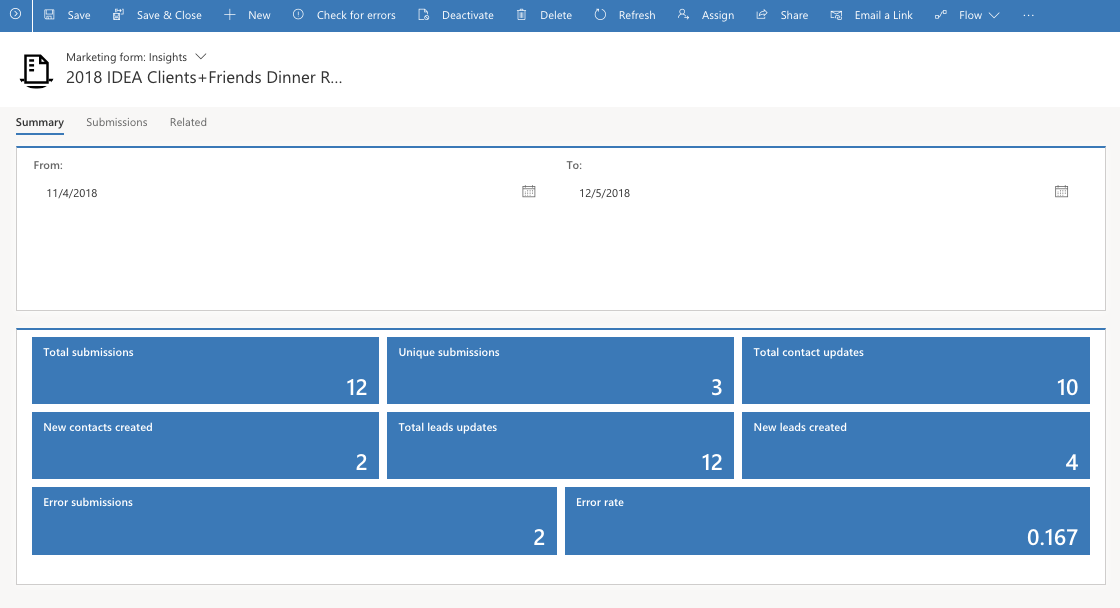 Save Save & Close New Check for errors Deactivate Delete Refresh Assign Share Email a Link Flow ...
Marketing form: Insights
2018 IDEA Clients+Friends Dinner R...
Summary Submissions Related
From: To:
11/4/2018 12/5/2018
Total submissions Unique submissions Total contact updates
12 3 10
New contacts created Total leads updates New leads created
2 12 4
Error submissions Error rate
2 0.167